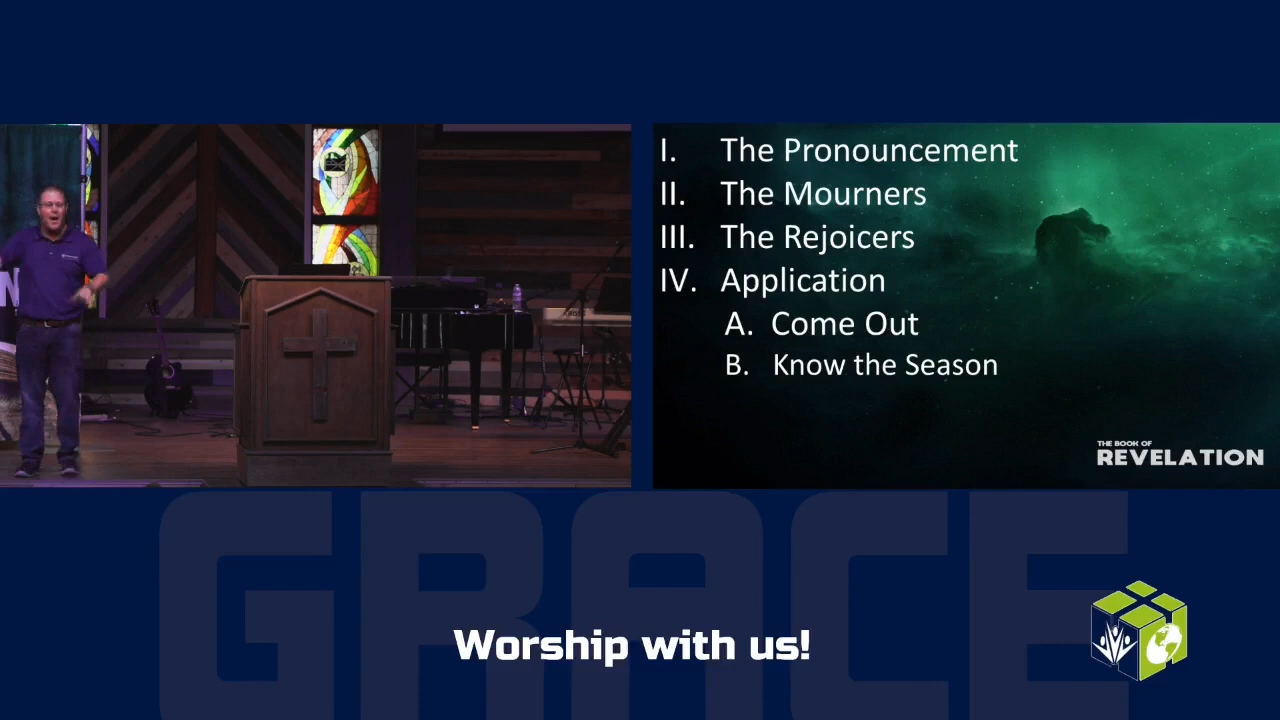 I. The Pronouncement
II. The Mourners
III. The Rejoicers
IV. Application
A. Come Out
B. Know the Season
THE BOOK OF
REVELATION
N
GRACE
Worship with us!